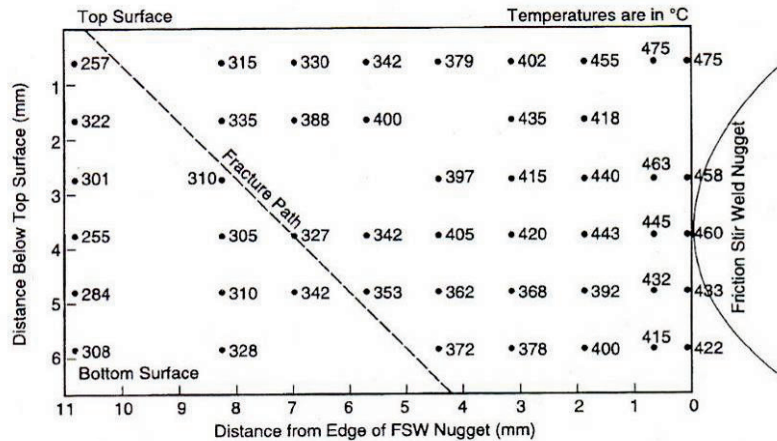 Top Surface Temperatures are in °C
257 315 330 342 379 402 455 475 475
1
322 335 388 400 435 418
2
310 397 415 440 463 458
301
3
255 305 327 342 405 420 443 445 460
4
284 310 342 353 362 368 392 432 433
5
308 328 372 378 400 415 422
6
Bottom Surface
11 10 9 8 7 6 5 4 3 2 1 0
Distance from Edge of FSW Nugget (mm)
Distance Below Top Surface (mm)
Fracture Path
Friction Stir Weld Nugget